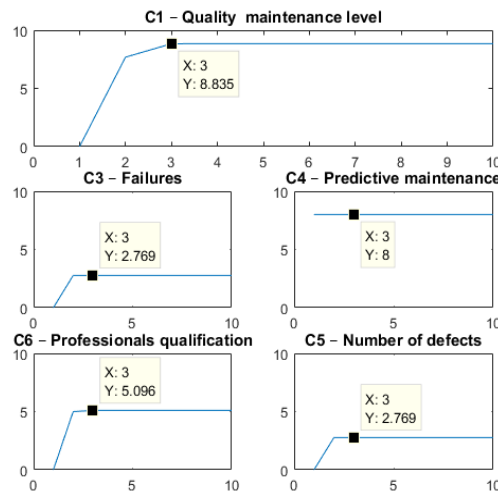 C1 – Quality maintenance level
10
5
0
X: 3
Y: 8.835
0 1 2 3 4 5 6 7 8 9 10
C3 – Failures
10
5
0
X: 3
Y: 2.769
0 5 10
C4 – Predictive maintenance
10
5
0
X: 3
Y: 8
0 5 10
C6 – Professionals qualification
10
5
0
X: 3
Y: 5.096
0 5 10
C5 – Number of defects
10
5
0
X: 3
Y: 2.769
0 5 10